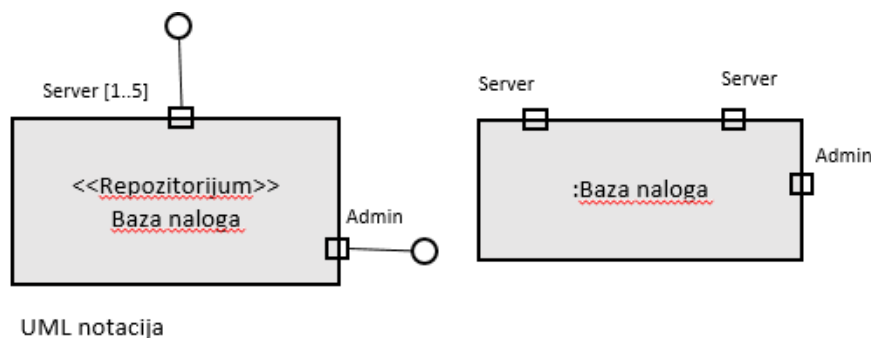 Server [1..5]
<<Repozitorijum>>
Baza naloga
Admin
Server
Server
:Baza naloga
Admin
UML notacija